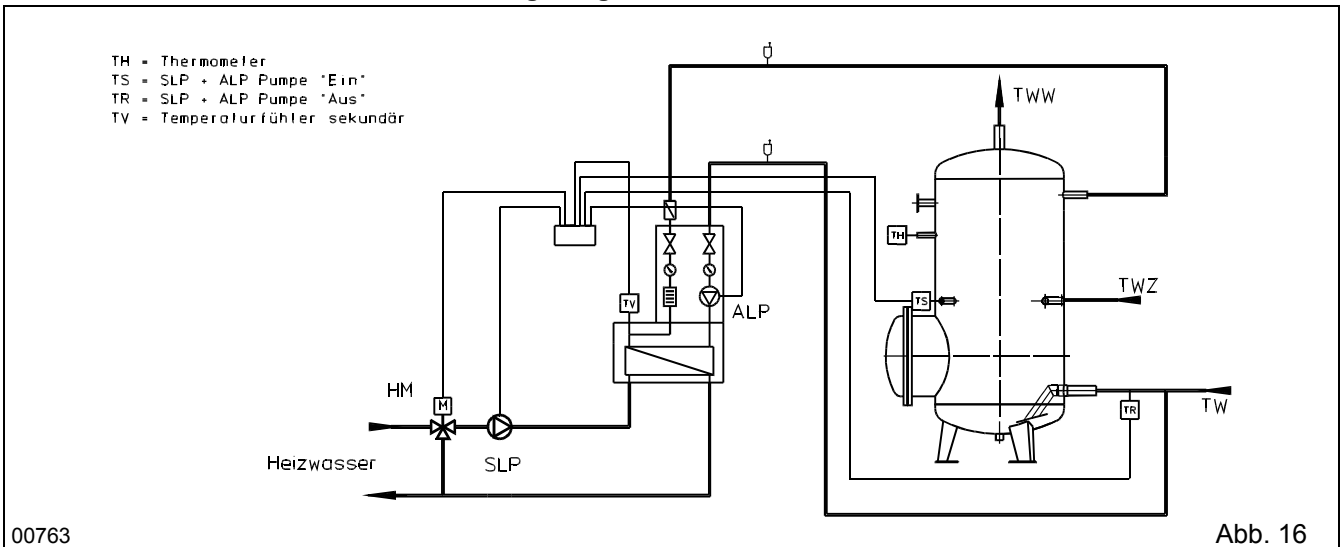 TH = Thermometer
TS = SLP + ALP Pumpe "Ein"
TR = SLP + ALP Pumpe "Aus"
TV = Temperaturfühler sekundär
TWW
TH
TV
TS
TWZ
ALP
HM
M
TR
TW
Heizwasser
SLP
00763
Abb. 16